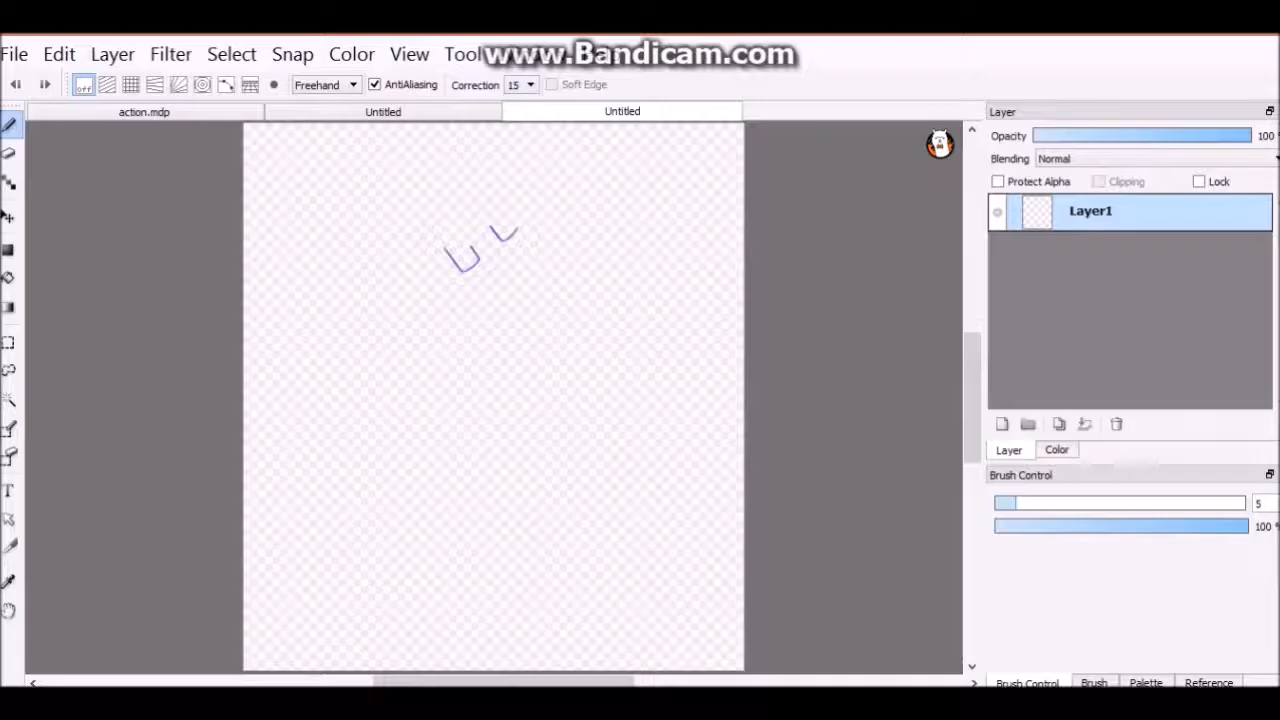 www.Bandicam.com
File Edit Layer Filter Select Snap Color View Tool
off Freehand AntiAliasing Correction 15 Soft Edge
action.mdp Untitled Untitled
Layer
Opacity 100
Blending Normal
Protect Alpha Clipping Lock
Layer1
Layer Color
Brush Control
5
100 %
Brush Control Brush Palette Reference